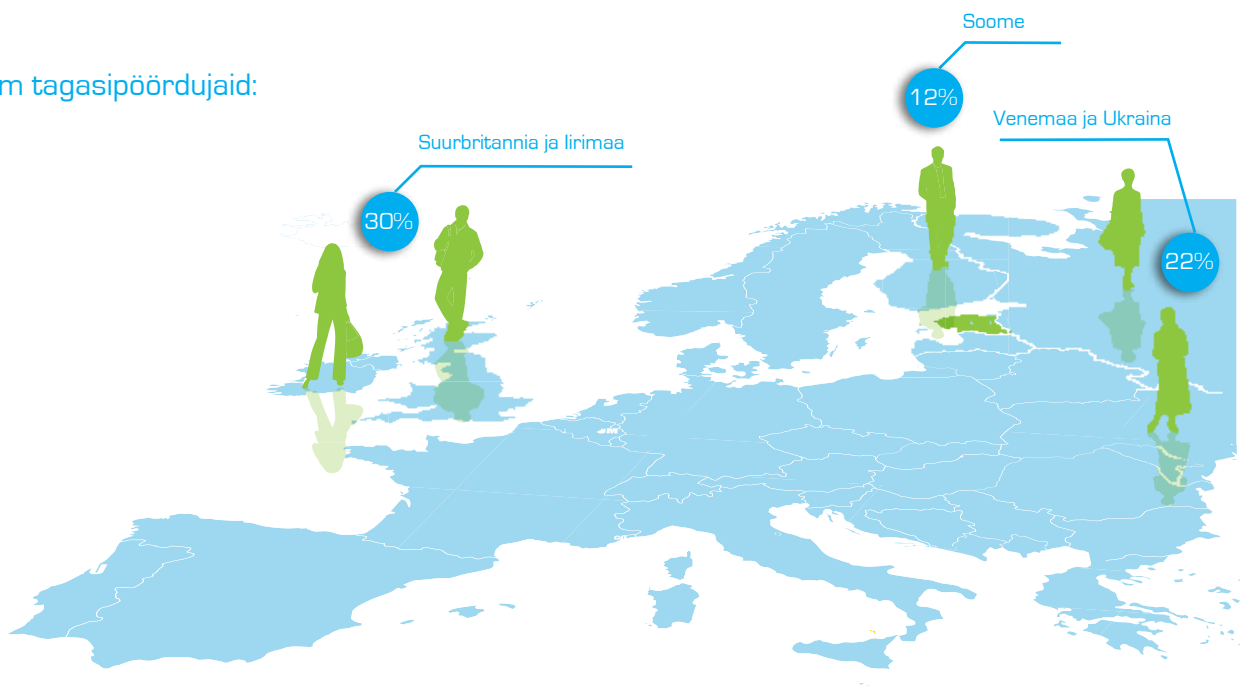 Soome
m tagasipöördujaid:
12%
Venemaa ja Ukraina
Suurbritannia ja Iirimaa
30%
22%